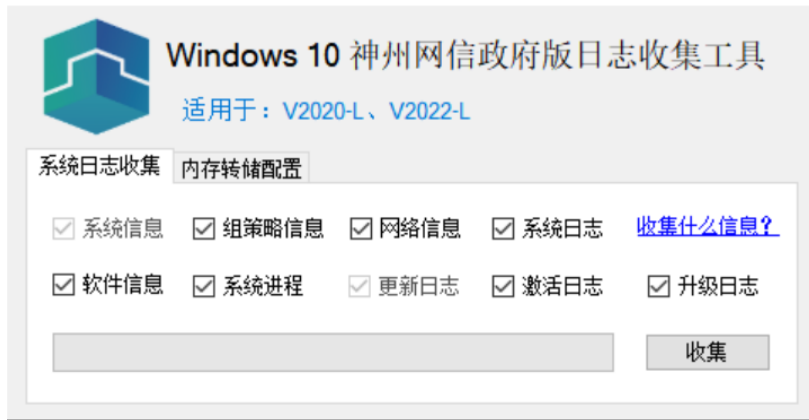 Windows 10 神州网信政府版日志收集工具
适用于：V2020-L、V2022-L
系统日志收集 内存转储配置
系统信息 组策略信息 网络信息 系统日志 收集什么信息?
软件信息 系统进程 更新日志 激活日志 升级日志
收集